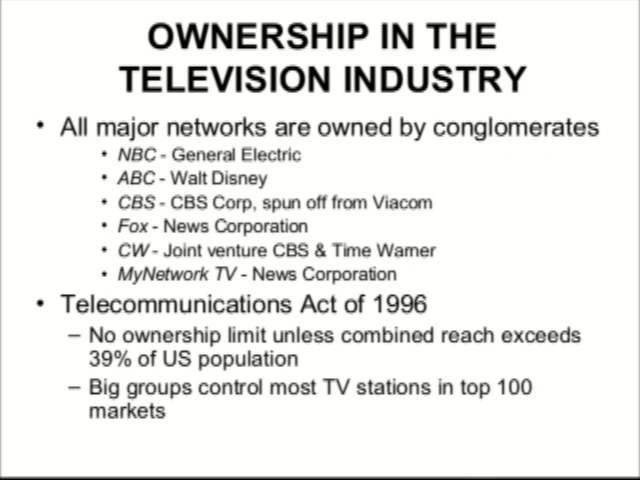 OWNERSHIP IN THE
TELEVISION INDUSTRY
• All major networks are owned by conglomerates
• NBC - General Electric
• ABC - Walt Disney
• CBS - CBS Corp, spun off from Viacom
• Fox - News Corporation
• CW - Joint venture CBS & Time Warner
• MyNetwork TV - News Corporation
• Telecommunications Act of 1996
– No ownership limit unless combined reach exceeds
39% of US population
– Big groups control most TV stations in top 100
markets